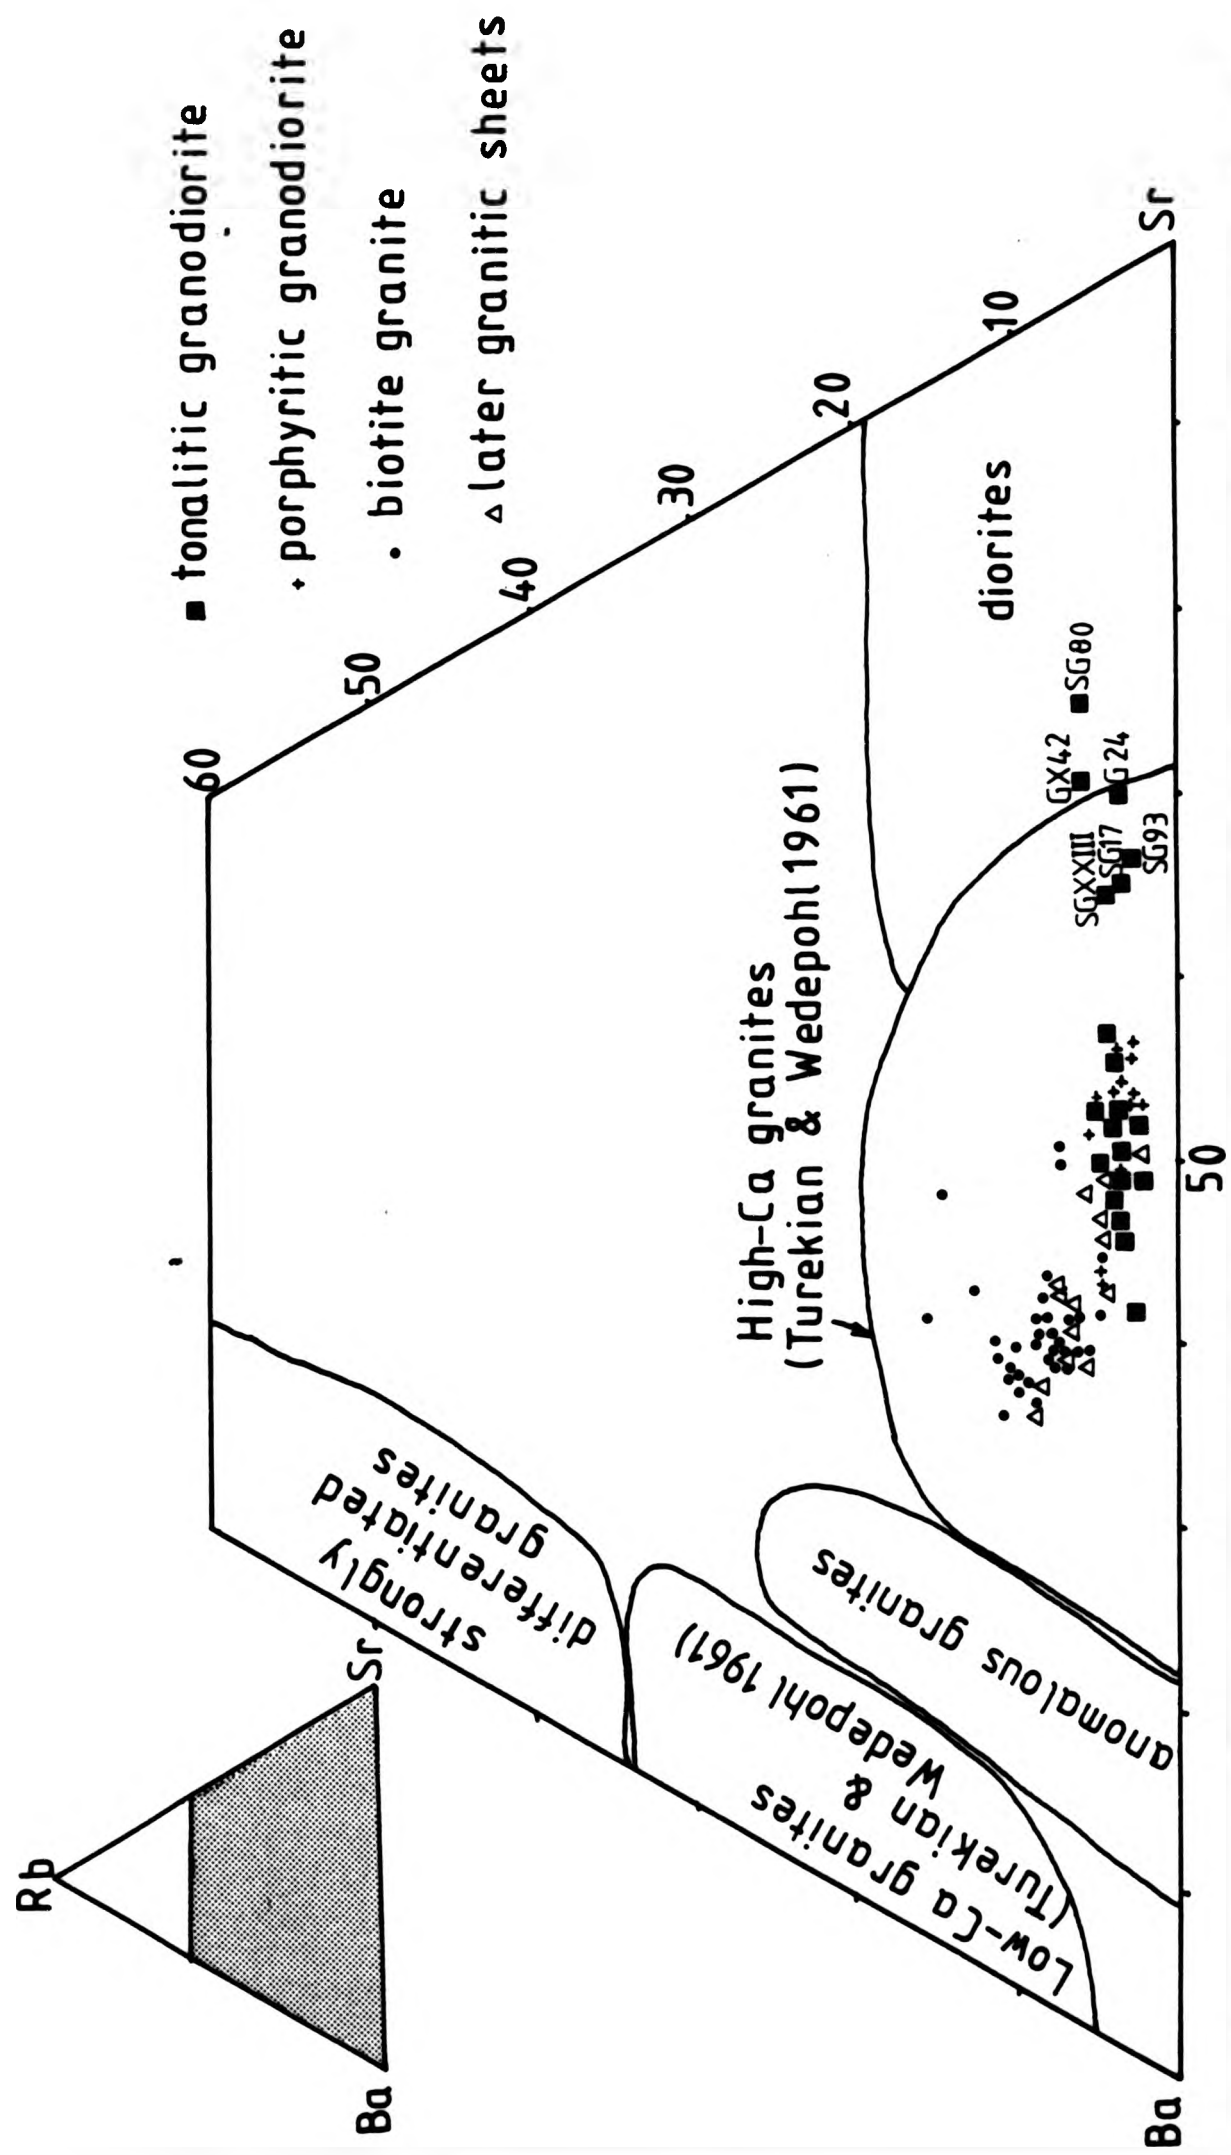 Rb
Ba
Sr
■ tonalitic granodiorite
+ porphyritic granodiorite
• biotite granite
△ later granitic sheets
60
50
40
30
20
10
strongly
differentiated
granites
Low-Ca granites
(Turekian &
Wedepohl 1961)
anomalous granites
High-Ca granites
(Turekian & Wedepohl 1961)
diorites
GX42
SG80
SGXXIII
SG17
G24
SG93
Ba
50
Sr